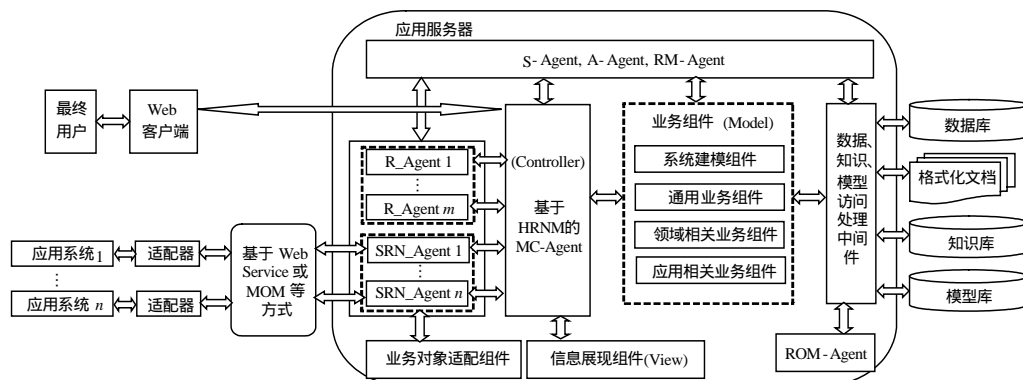 应用服务器
S-Agent, A-Agent, RM-Agent
最终
用户
Web
客户端
R_Agent 1
⋮
R_Agent m
SRN_Agent 1
⋮
SRN_Agent n
(Controller)
基于
HRNM的
MC-Agent
业务组件 (Model)
系统建模组件
通用业务组件
领域相关业务组件
应用相关业务组件
数据、
知识、
模型
访问
处理
中间
件
数据库
格式化文档
知识库
模型库
应用系统1
⋮
应用系统 n
适配器
适配器
基于 Web
Service 或
MOM 等
方式
业务对象适配组件
信息展现组件(View)
ROM-Agent